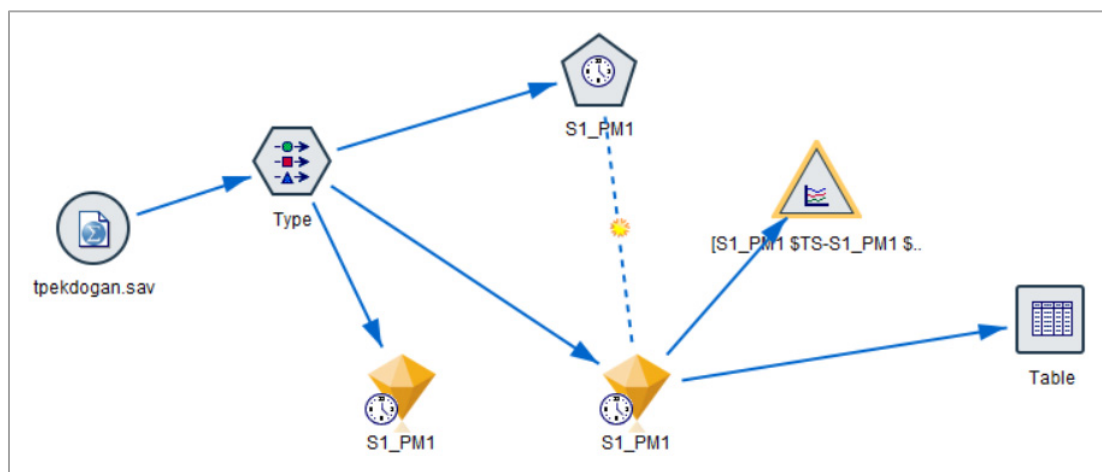 S1_PM1
tpekdogan.sav
Type
[S1_PM1 $TS-S1_PM1 $..
Table
S1_PM1
S1_PM1